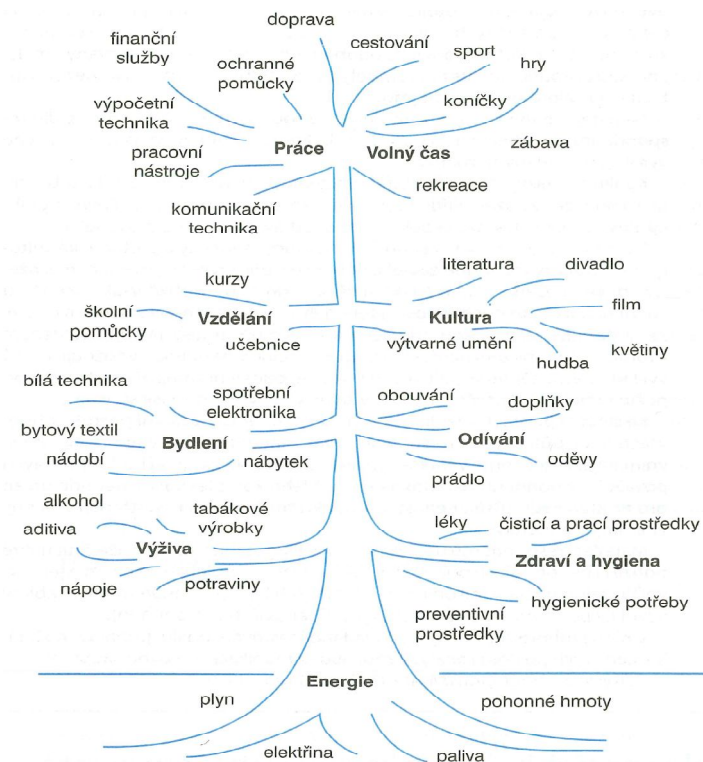 doprava
finanční
služby
cestování
sport
hry
ochranné
pomůcky
koníčky
výpočetní
technika
Práce
Volný čas
zábava
pracovní
nástroje
rekreace
komunikační
technika
literatura
divadlo
kurzy
film
školní
pomůcky
Vzdělání
Kultura
učebnice
výtvarné umění
hudba
květiny
bílá technika
spotřební
elektronika
obouvání
doplňky
bytový textil
Bydlení
Odívání
nádobí
nábytek
prádlo
oděvy
alkohol
tabákové
výrobky
léky
čisticí a prací prostředky
aditiva
Výživa
Zdraví a hygiena
nápoje
potraviny
preventivní
prostředky
hygienické potřeby
Energie
plyn
pohonné hmoty
elektřina
paliva